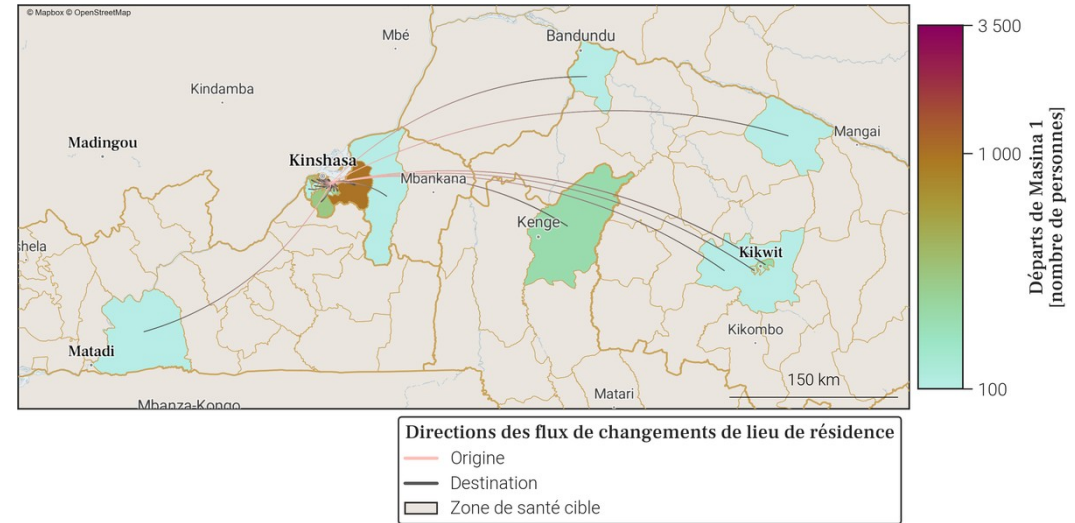 © Mapbox © OpenStreetMap
Mbé
Bandundu
Kindamba
Madingou
Mangai
Kinshasa
Mbankana
Kenge
shela
Kikwit
Kikombo
Matadi
150 km
Matari
Mbanza-Kongo
3 500
1 000
100
Départs de Masina 1
[nombre de personnes]
Directions des flux de changements de lieu de résidence
Origine
Destination
Zone de santé cible